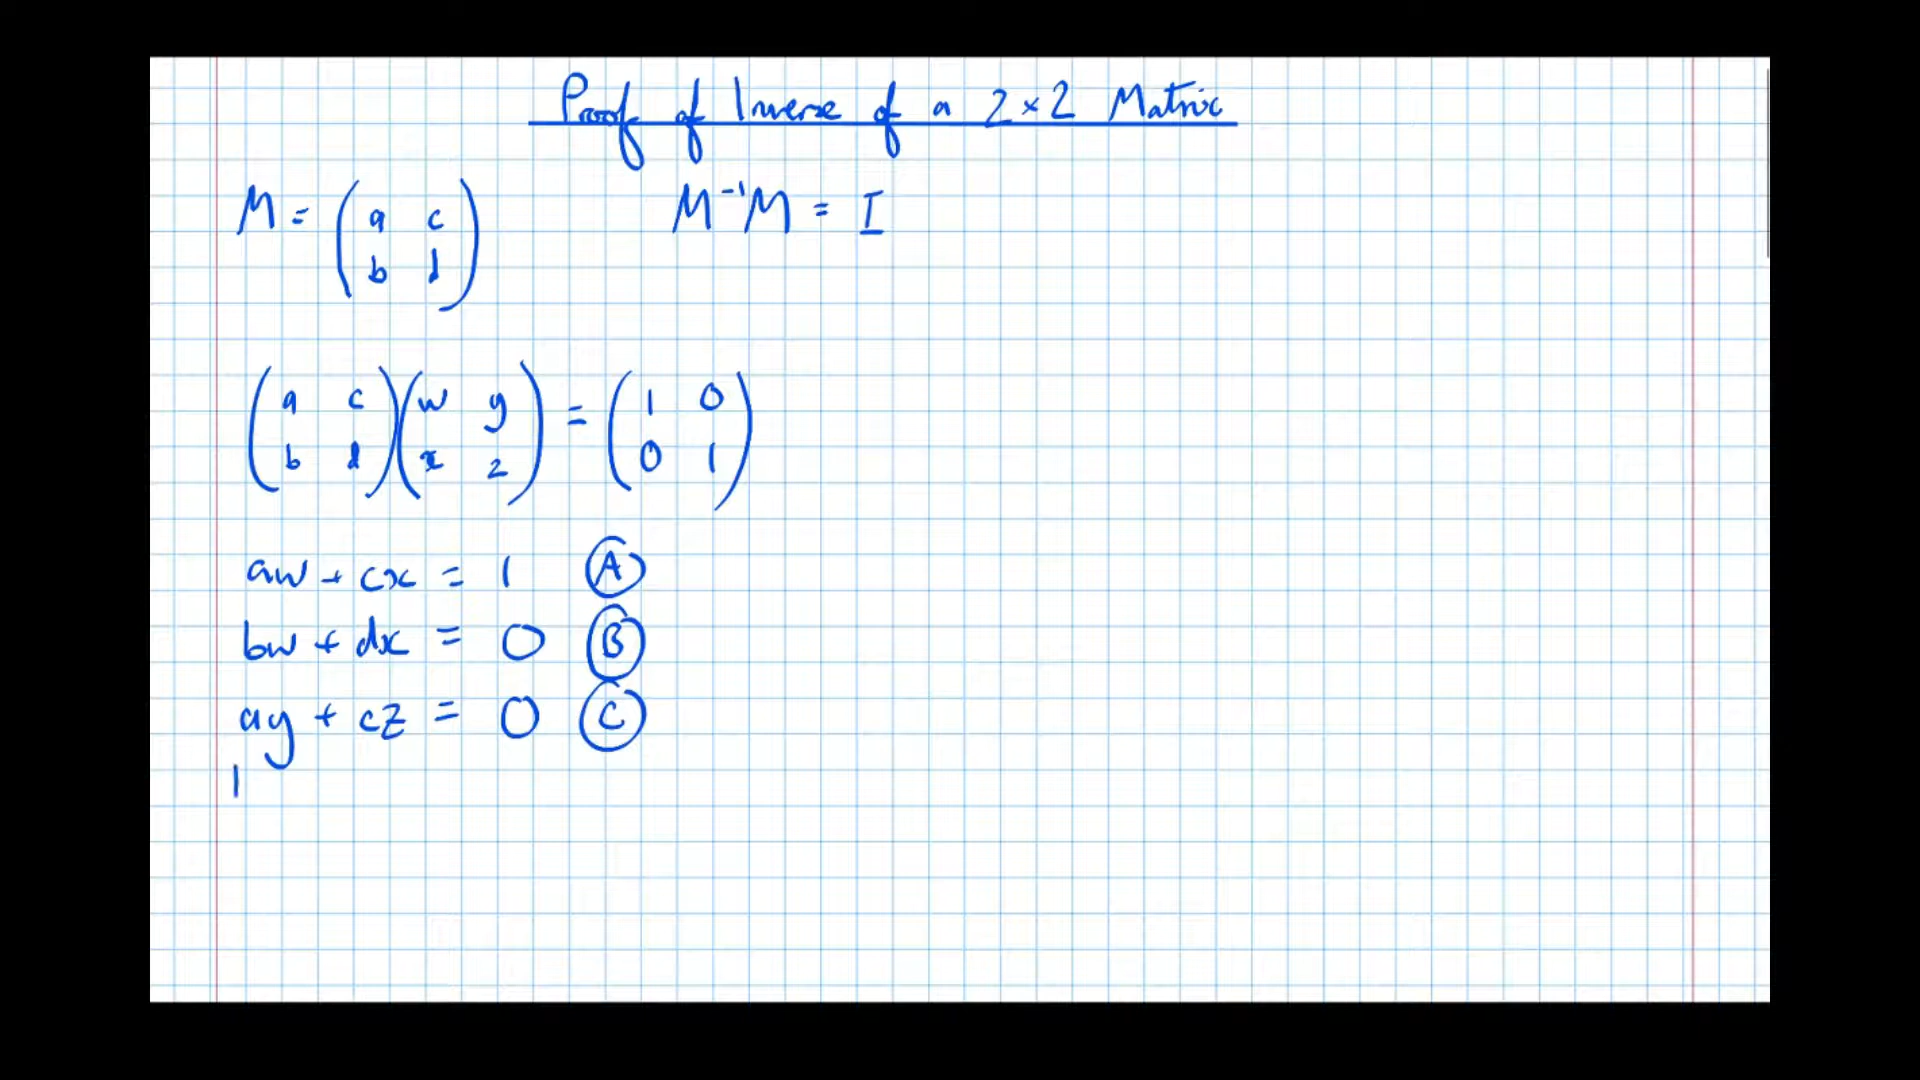 Proof of Inverse of a 2×2 Matrix
M = (a c
b d)
M⁻¹M = I
(a c
b d)(w y
x z) = (1 0
0 1)
aw + cx = 1 Ⓐ
bw + dx = 0 Ⓑ
ay + cz = 0 Ⓒ